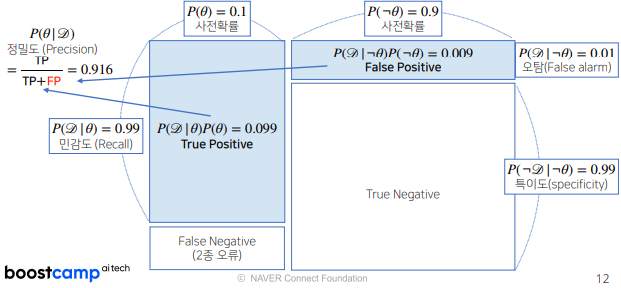 P(θ) = 0.1
사전확률
P(¬θ) = 0.9
사전확률
P(θ|𝒟)
정밀도 (Precision)
= TP / TP+FP = 0.916
P(𝒟|¬θ)P(¬θ) = 0.009
False Positive
P(𝒟|¬θ) = 0.01
오탐(False alarm)
P(𝒟|θ) = 0.99
민감도 (Recall)
P(𝒟|θ)P(θ) = 0.099
True Positive
P(¬𝒟|¬θ) = 0.99
특이도(specificity)
True Negative
False Negative
(2종 오류)
boostcamp ai tech
ⓒ NAVER Connect Foundation
12